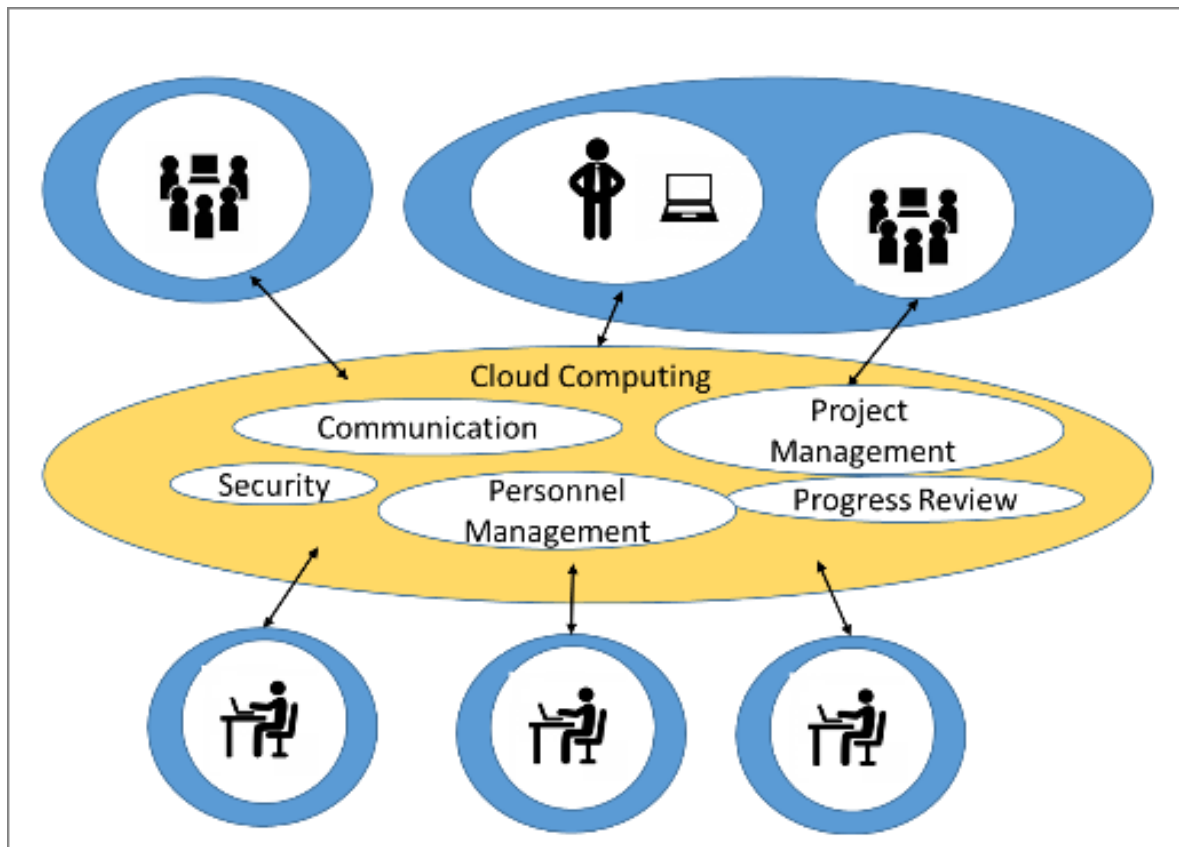 Cloud Computing
Communication
Project
Management
Security
Personnel
Management
Progress Review